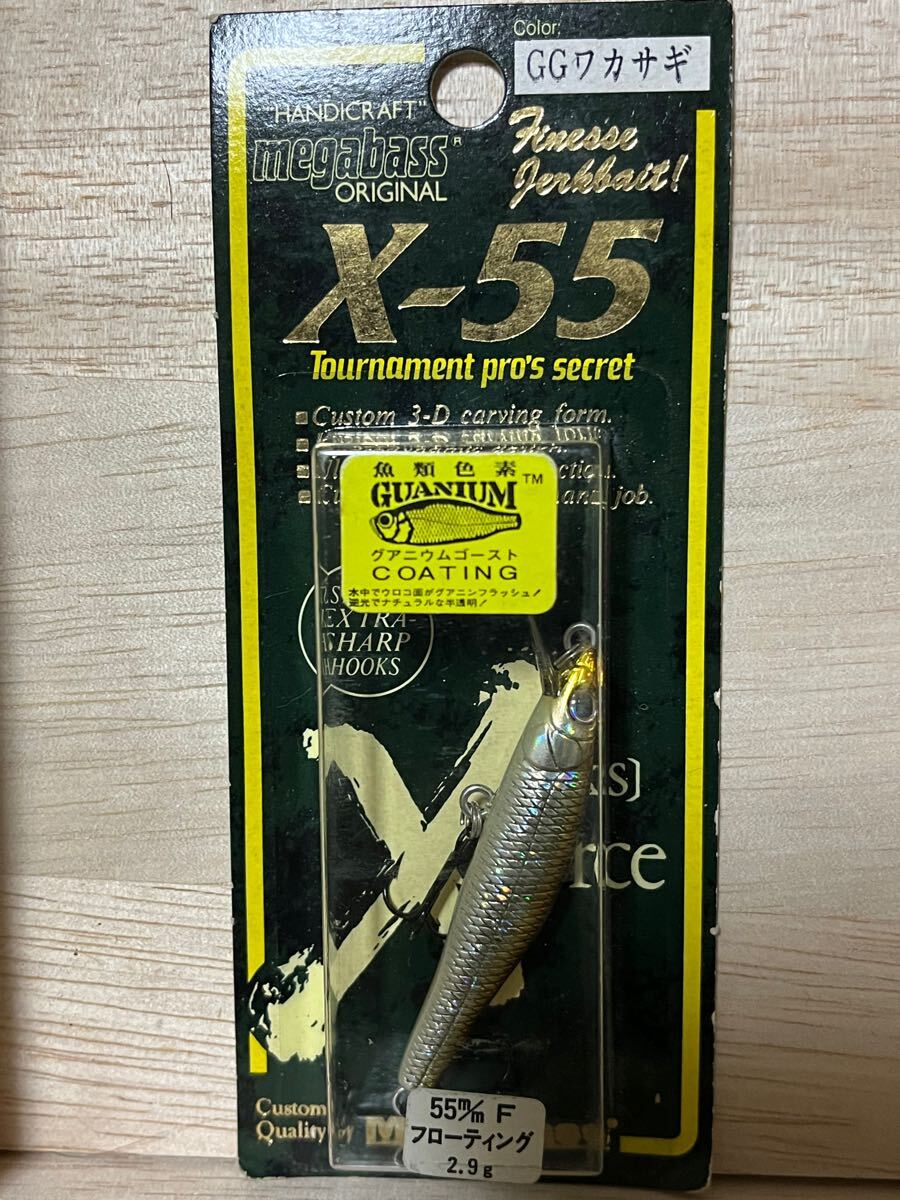 Color,
GGワカサギ
"HANDICRAFT"
megabass R
ORIGINAL
Finesse
Jerkbait!
X-55
Tournament pro's secret
Custom 3-D carving form.
job.
魚類色素
GUANIUM TM
グアニウムゴースト
COATING
水中でウロコ面がグアニンフラッシュ!
逆光でナチュラルな半透明!
EXTRA-
SHARP
HOOKS
Custom
Quality
55m/m F
フローティング
2.9g